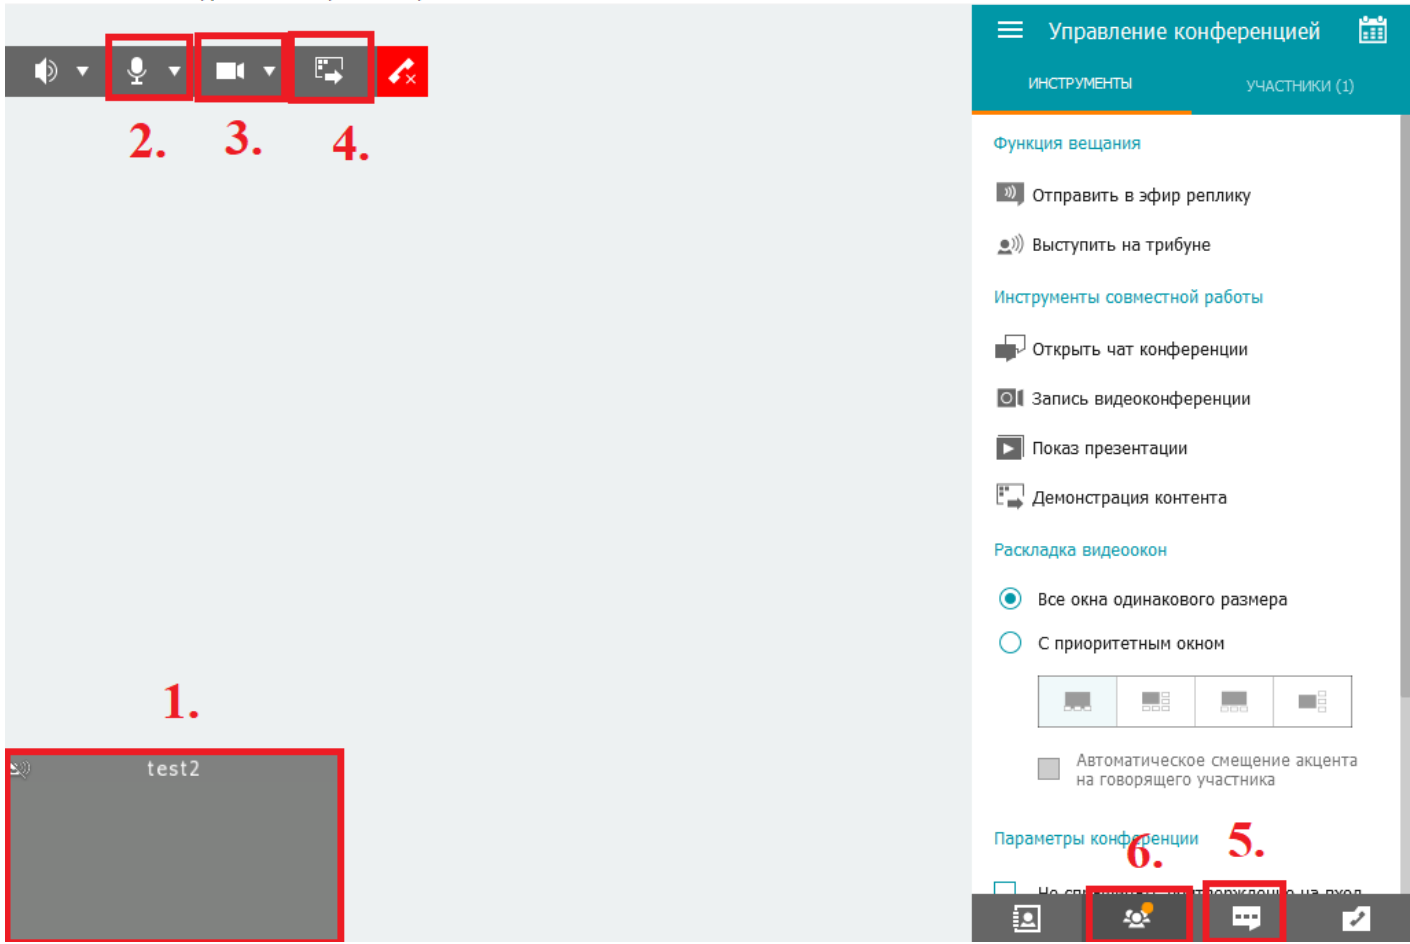 Управление конференцией
ИНСТРУМЕНТЫ
УЧАСТНИКИ (1)
2.
3.
4.
Функция вещания
Отправить в эфир реплику
Выступить на трибуне
Инструменты совместной работы
Открыть чат конференции
Запись видеоконференции
Показ презентации
Демонстрация контента
Раскладка видеоокон
Все окна одинакового размера
С приоритетным окном
1.
test2
Автоматическое смещение акцента
на говорящего участника
Параметры конференции
6.
5.